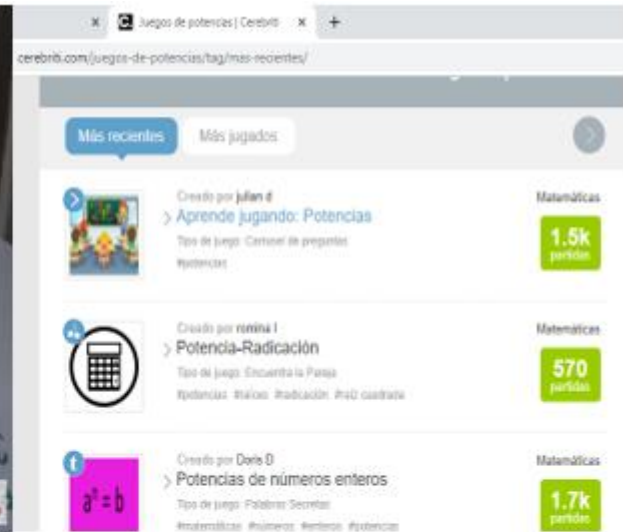 Juegos de potencias | Cerebriti
cerebriti.com/juegos-de-potencias/tag/mas-recientes/
Más recientes
Más jugados
Creado por julian d
Aprende jugando: Potencias
Tipo de juego: Carrusel de preguntas
#potencias
Matemáticas
1.5k
partidas
Creado por romina l
Potencia-Radicación
Tipo de juego: Encuentra la Pareja
#potencias #raíces #radicación #raíz cuadrada
Matemáticas
570
partidas
t
aⁿ = b
Creado por Doris D
Potencias de números enteros
Tipo de juego: Palabras Secretas
#matemáticas #números #enteros #potencias
Matemáticas
1.7k
partidas